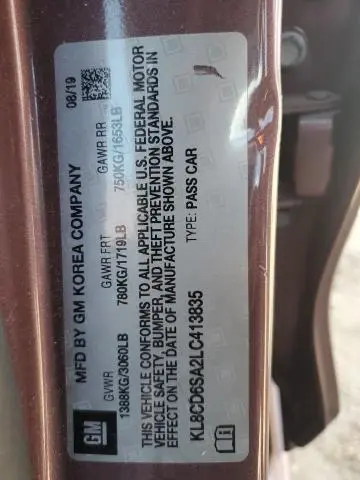 GM
MFD BY GM KOREA COMPANY 08/19
GVWR GAWR FRT GAWR RR
1388KG/3060LB 780KG/1719LB 750KG/1653LB
THIS VEHICLE CONFORMS TO ALL APPLICABLE U.S. FEDERAL MOTOR
VEHICLE SAFETY, BUMPER, AND THEFT PREVENTION STANDARDS IN
EFFECT ON THE DATE OF MANUFACTURE SHOWN ABOVE.
KL8CD6SA2LC413835 TYPE: PASS CAR